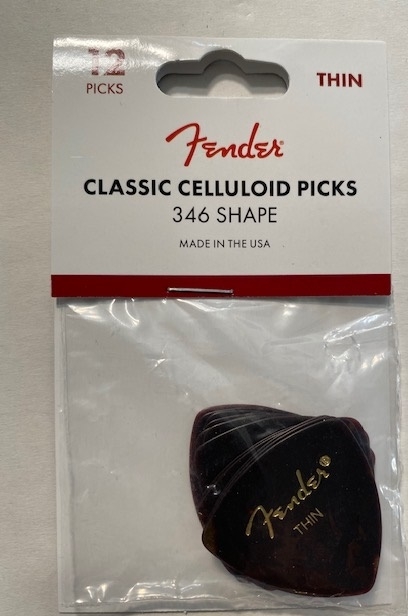 12
PICKS
THIN
Fender®
CLASSIC CELLULOID PICKS
346 SHAPE
MADE IN THE USA
Fender®
THIN